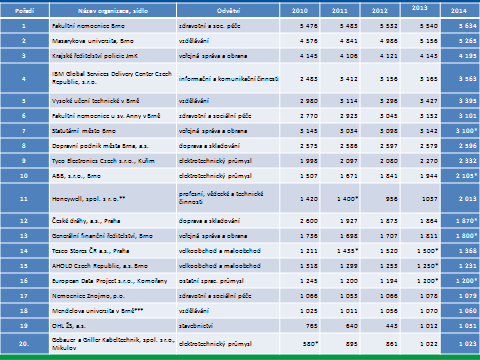 Pořadí Název organizace, sídlo Odvětví 2010 2011 2012 2013 2014
1 Fakultní nemocnice Brno zdravotní a soc. péče 5 476 5 483 5 532 5 540 5 634
2 Masarykova univerzita, Brno vzdělávání 4 576 4 841 4 986 5 156 5 265
3 Krajské ředitelství policie JmK veřejná správa a obrana 4 145 4 106 4 121 4 143 4 195
4 IBM Global Services Delivery Center Czech Republic, s.r.o. informační a komunikační činnosti 2 485 3 412 3 156 3 165 3 563
5 Vysoké učení technické v Brně vzdělávání 2 980 3 114 3 296 3 427 3 395
6 Fakultní nemocnice u sv. Anny v Brně zdravotní a sociální péče 2 770 2 923 3 045 3 152 3 101
7 Statutární město Brno veřejná správa a obrana 3 145 3 034 3 098 3 142 3 100*
8 Dopravní podnik města Brna, a.s. doprava a skladování 2 575 2 586 2 597 2 579 2 596
9 Tyco Electronics Czech s.r.o., Kuřim elektrotechnický průmysl 1 998 2 097 2 080 2 270 2 332
10 ABB, s.r.o., Brno elektrotechnický průmysl 1 507 1 671 1 841 1 944 2 105*
11 Honeywell, spol. s r.o.** profesní, vědecké a technické činnosti 1 420 1 400* 956 1037 2 013
12 České dráhy, a.s., Praha doprava a skladování 2 600 1 927 1 873 1 864 1 870*
13 Generální finanční ředitelství, Brno veřejná správa a obrana 1 736 1 698 1 707 1 811 1 800*
14 Tesco Stores ČR a.s., Praha velkoobchod a maloobchod 1 211 1 435* 1 520 1 500* 1 368
15 AHOLD Czech Republic, a.s. Brno velkoobchod a maloobchod 1 318 1 299 1 253 1 250* 1 231
16 European Data Project s.r.o., Komořany ostatní zprac. průmysl 1 245 1 200 1 194 1 200* 1 200*
17 Nemocnice Znojmo, p.o. zdravotní a sociální péče 1 066 1 053 1 066 1 078 1 079
18 Mendelova univerzita v Brně*** vzdělávání 1 025 1 011 1 056 1 070 1 060
19 OHL ŽS, a.s. stavebnictví 765 640 443 1 012 1 051
20. Gebauer a Griller Kabeltechnik, spol. s r.o., Mikulov elektrotechnický průmysl 580* 895 861 1 022 1 023